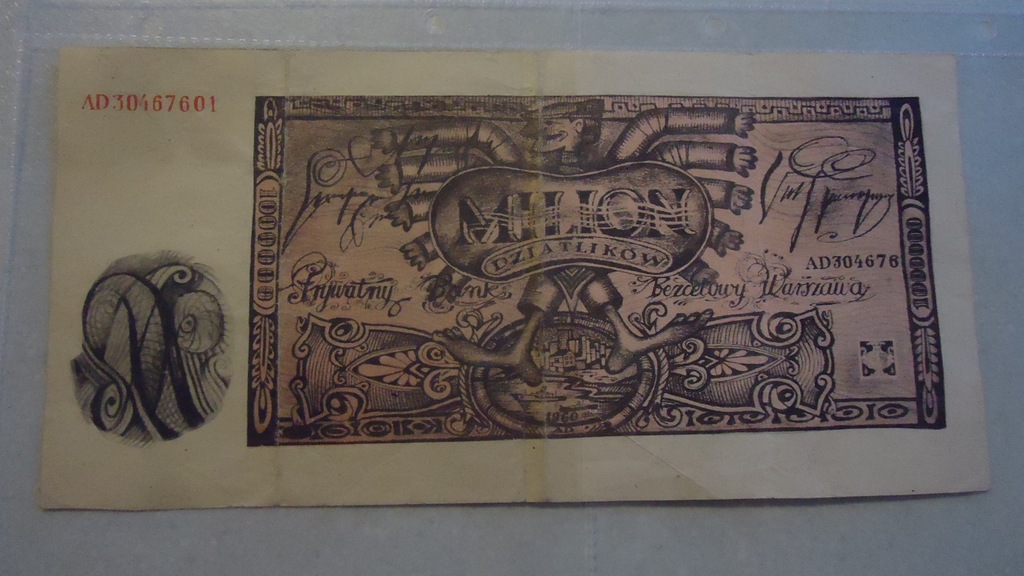 AD30467601
MILION
DZIATLIKÓW
AD304676
Prywatny Bank Bezcelowy Warszawa
1000000
1000000